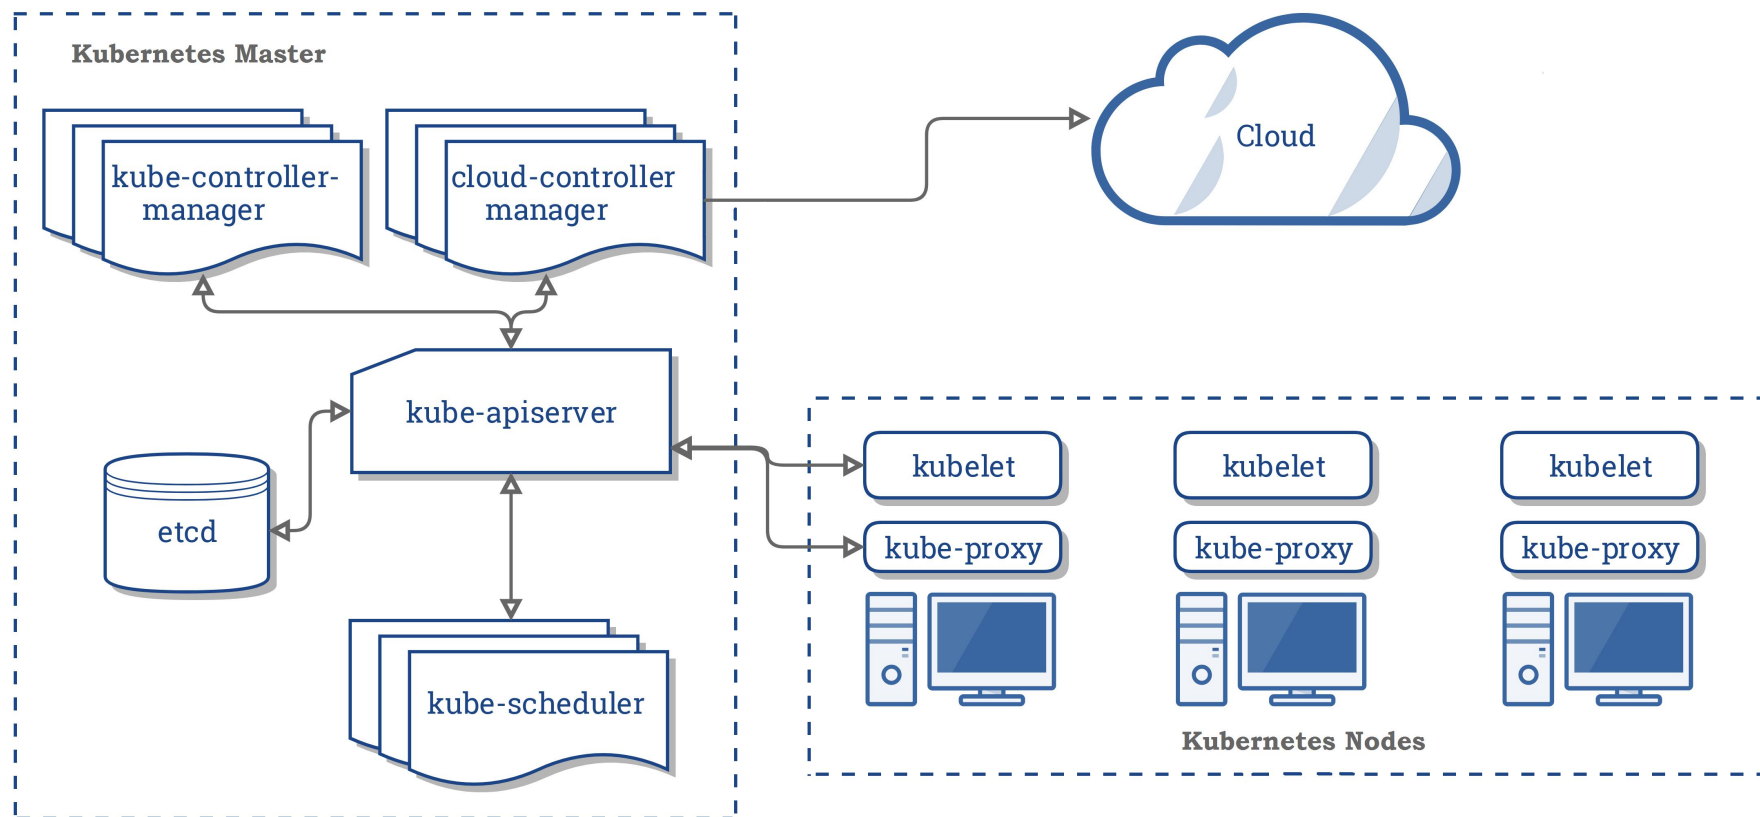 Kubernetes Master
kube-controller-
manager
cloud-controller
manager
Cloud
kube-apiserver
etcd
kube-scheduler
kubelet
kubelet
kubelet
kube-proxy
kube-proxy
kube-proxy
Kubernetes Nodes